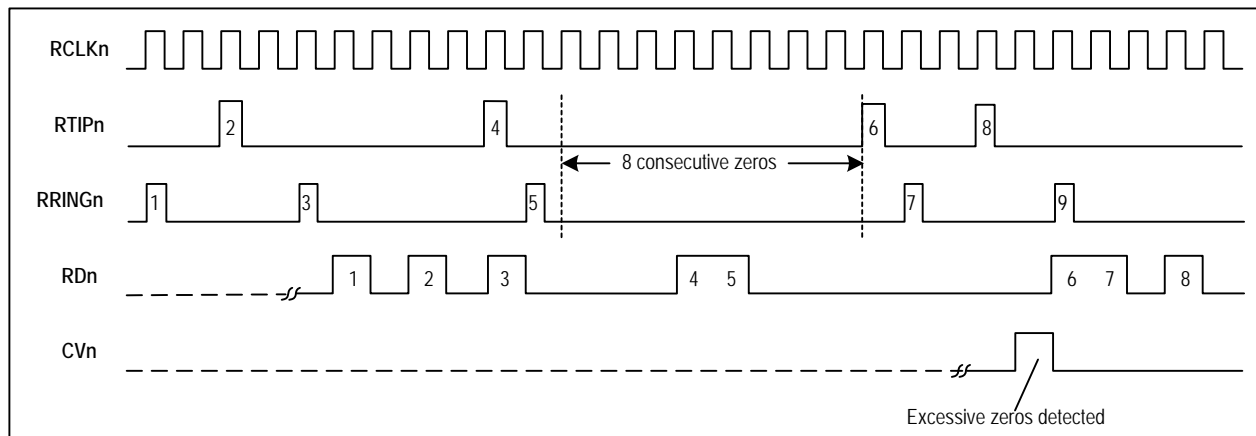 RCLKn
RTIPn 2 4 6 8
8 consecutive zeros
RRINGn 1 3 5 7 9
RDn 1 2 3 4 5 6 7 8
CVn
Excessive zeros detected